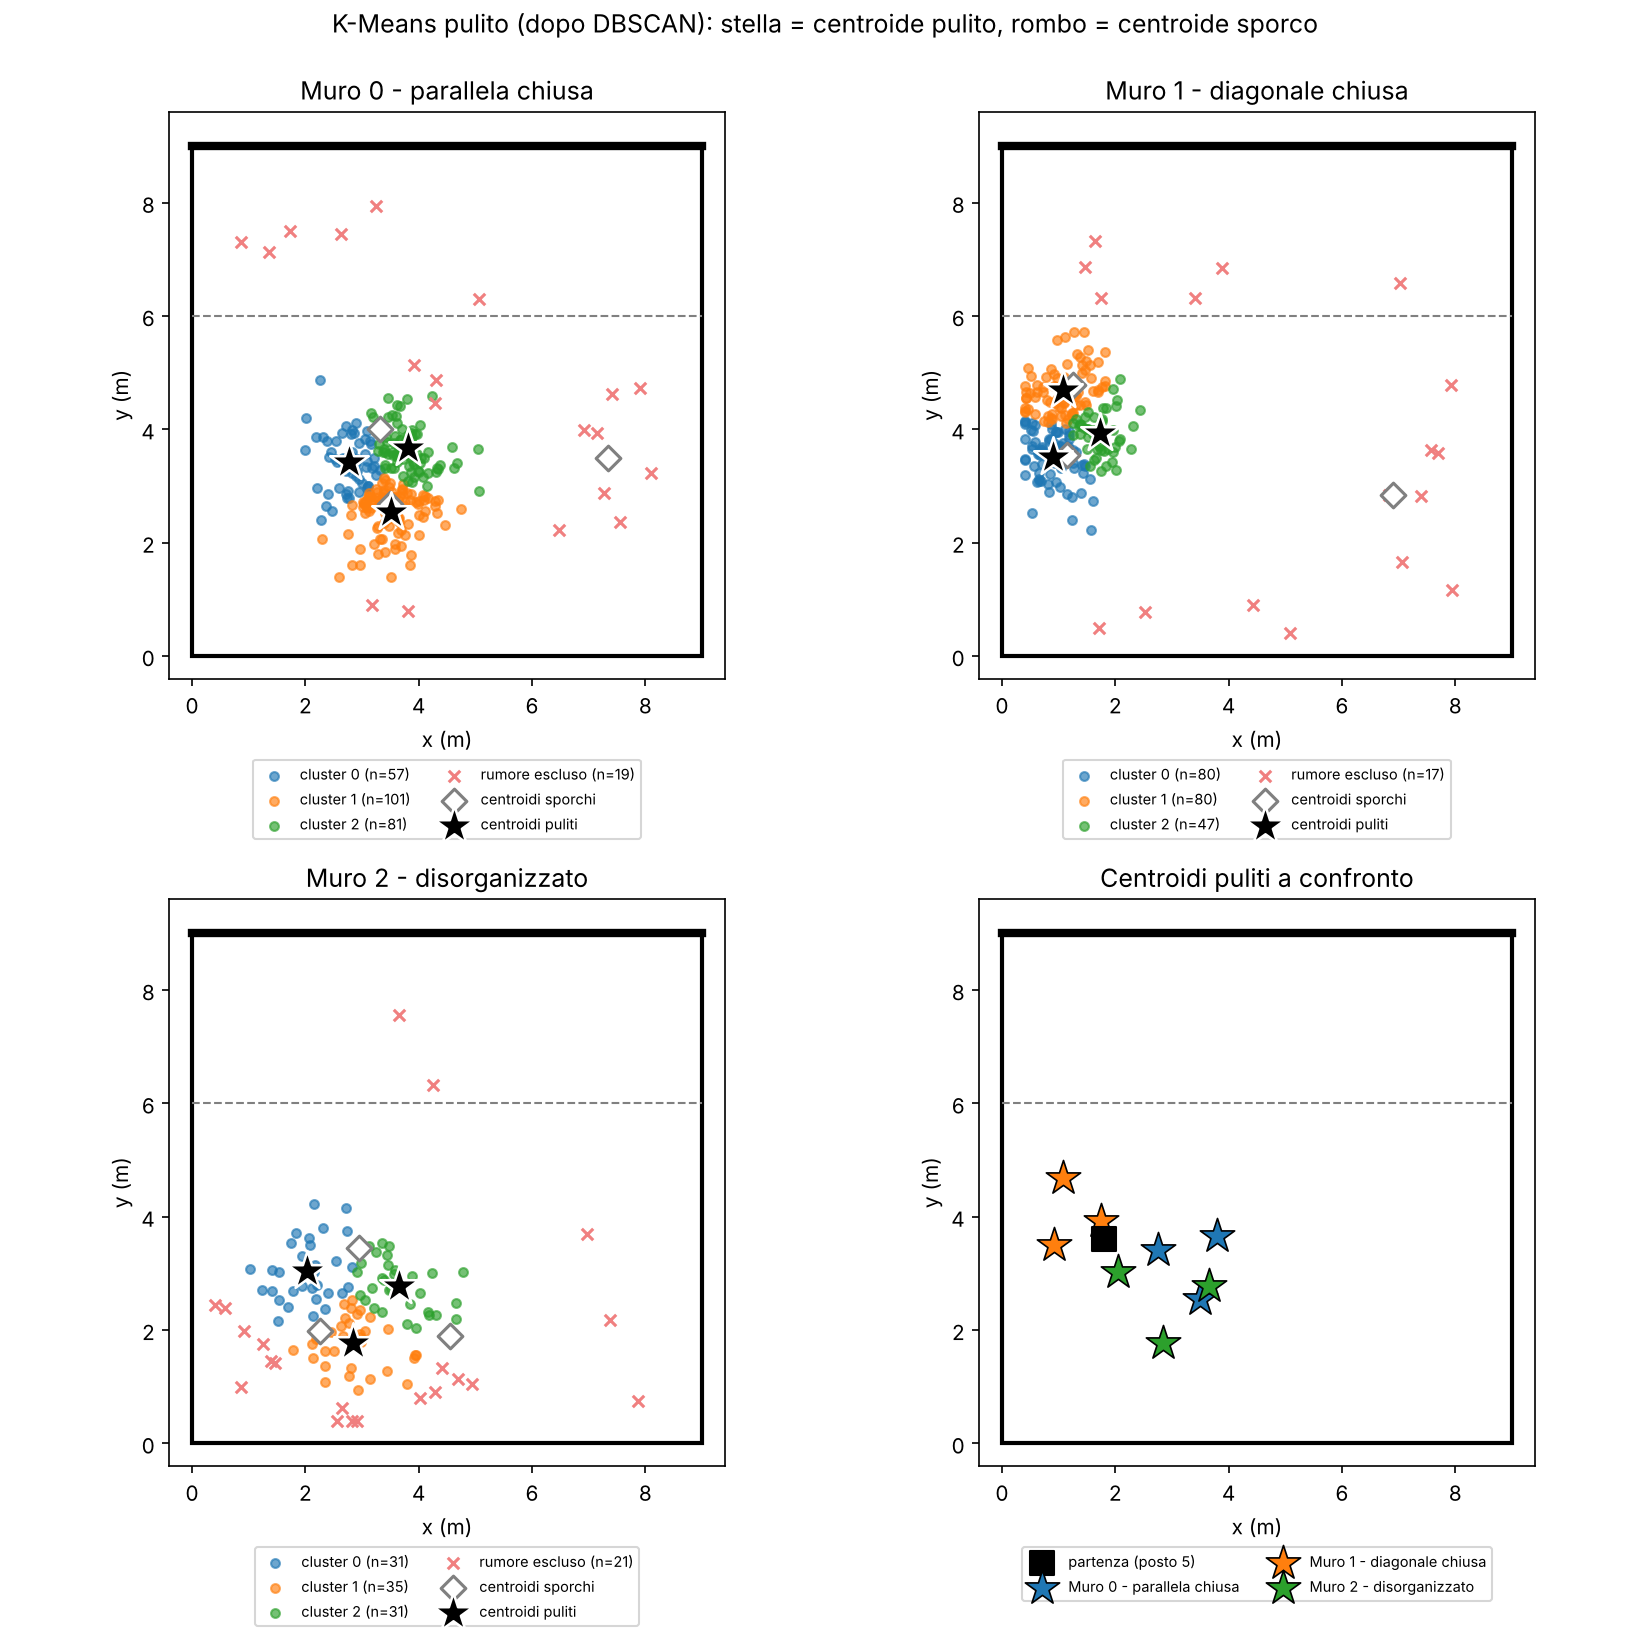 K-Means pulito (dopo DBSCAN): stella = centroide pulito, rombo = centroide sporco
Muro 0 - parallela chiusa
y (m)
8
6
4
2
0
0 2 4 6 8
x (m)
cluster 0 (n=57)
cluster 1 (n=101)
cluster 2 (n=81)
rumore escluso (n=19)
centroidi sporchi
centroidi puliti
Muro 1 - diagonale chiusa
y (m)
8
6
4
2
0
0 2 4 6 8
x (m)
cluster 0 (n=80)
cluster 1 (n=80)
cluster 2 (n=47)
rumore escluso (n=17)
centroidi sporchi
centroidi puliti
Muro 2 - disorganizzato
y (m)
8
6
4
2
0
0 2 4 6 8
x (m)
cluster 0 (n=31)
cluster 1 (n=35)
cluster 2 (n=31)
rumore escluso (n=21)
centroidi sporchi
centroidi puliti
Centroidi puliti a confronto
y (m)
8
6
4
2
0
0 2 4 6 8
x (m)
partenza (posto 5)
Muro 0 - parallela chiusa
Muro 1 - diagonale chiusa
Muro 2 - disorganizzato